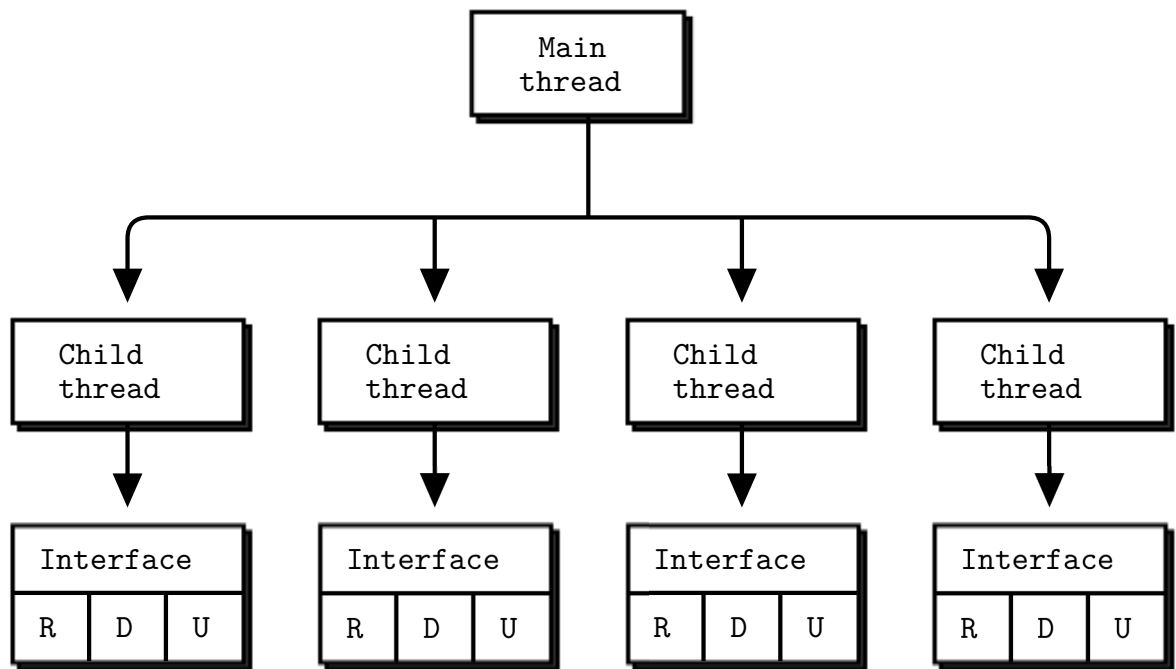 Main
thread
Child
thread
Child
thread
Child
thread
Child
thread
Interface
R D U
Interface
R D U
Interface
R D U
Interface
R D U